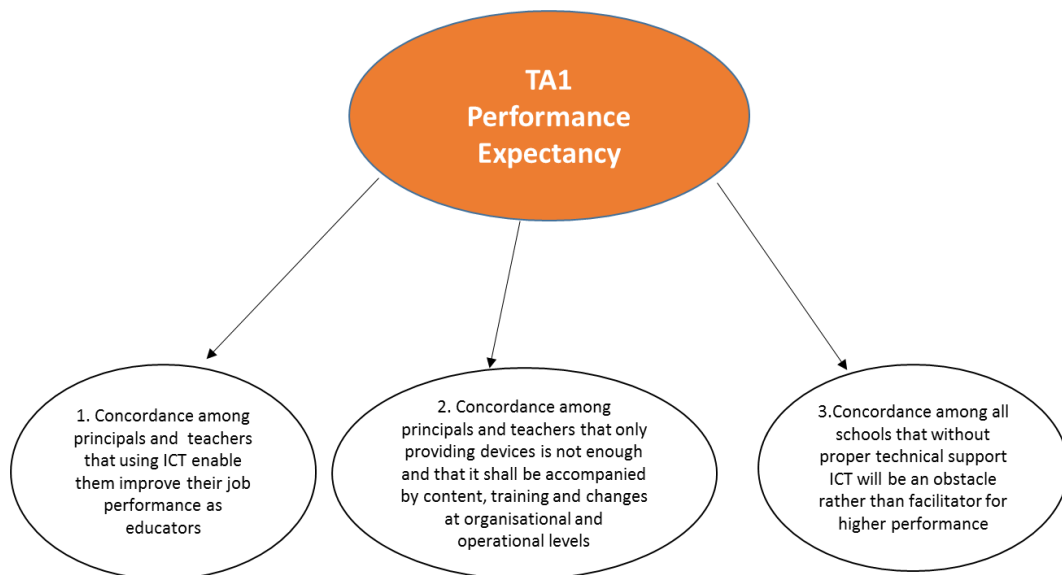 TA1
Performance
Expectancy
1. Concordance among
principals and teachers
that using ICT enable
them improve their job
performance as
educators
2. Concordance among
principals and teachers that only
providing devices is not enough
and that it shall be accompanied
by content, training and changes
at organisational and
operational levels
3.Concordance among all
schools that without
proper technical support
ICT will be an obstacle
rather than facilitator for
higher performance